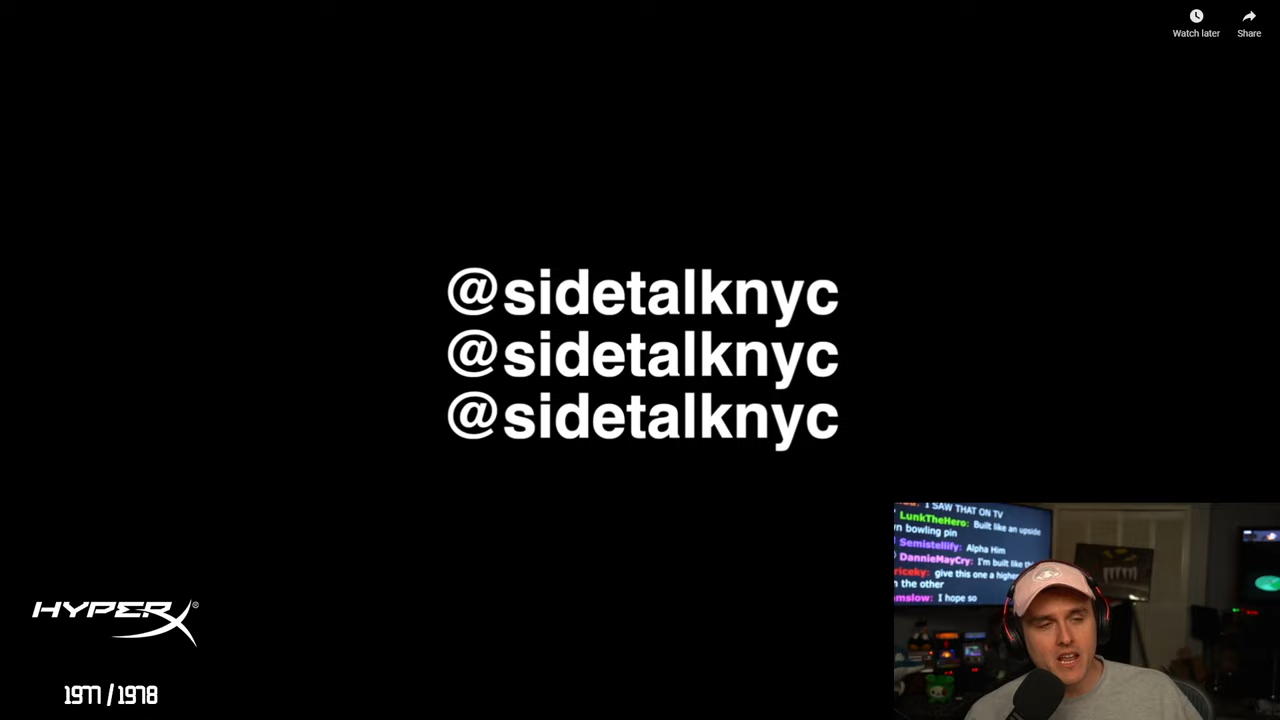 Watch later
Share
@sidetalknyc
@sidetalknyc
@sidetalknyc
I SAW THAT ON TV
LunkTheHero: Built like an upside
bowling pin
Semistellify: Alpha Him
DannieMayCry: I'm built like
give this one a
the other
I hope so
HYPERX®
1977 / 1978